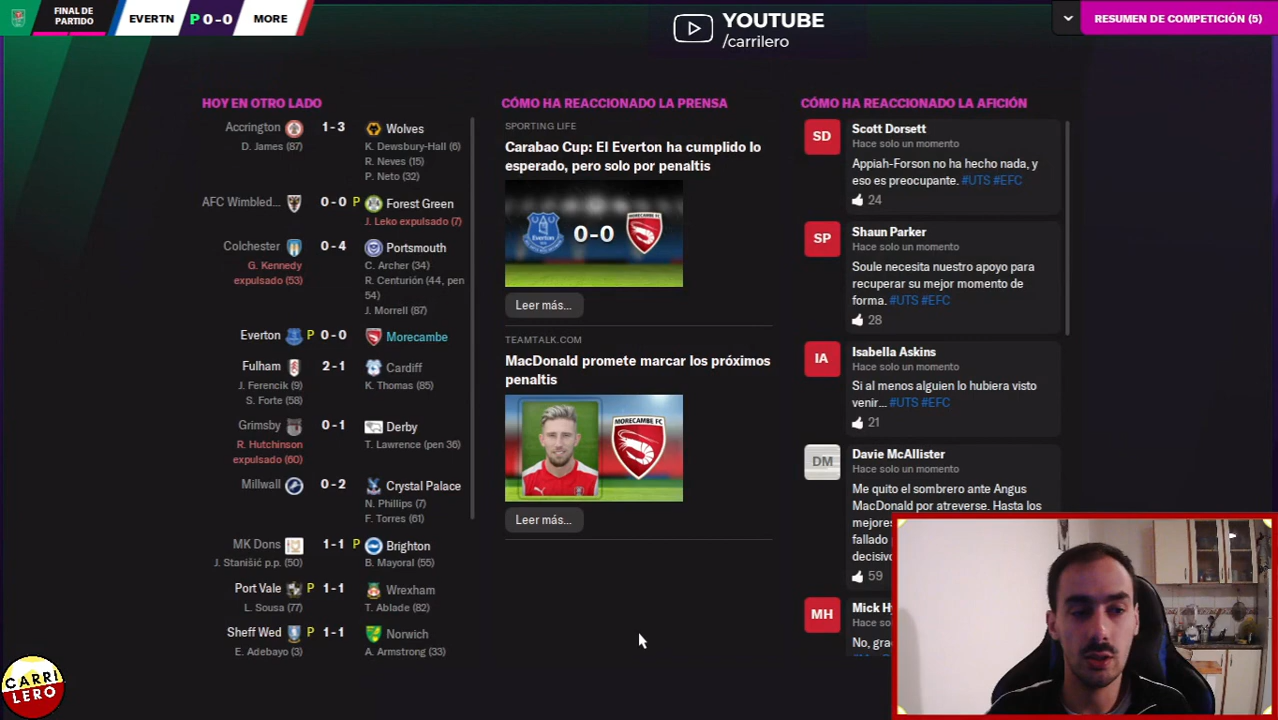 FINAL DE
PARTIDO
EVERTN
P 0-0
MORE
YOUTUBE
/carrilero
RESUMEN DE COMPETICIÓN (5)
HOY EN OTRO LADO
Accrington 1-3 Wolves
D. James (87)
K. Dewsbury-Hall (6)
R. Neves (15)
P. Neto (32)
AFC Wimbled... 0-0 P Forest Green
J. Leko expulsado (7)
Colchester 0-4 Portsmouth
G. Kennedy
expulsado (53)
C. Archer (34)
R. Centurión (44, pen
54)
J. Morrell (87)
Everton P 0-0 Morecambe
Fulham 2-1 Cardiff
J. Ferencik (9)
S. Forte (58)
K. Thomas (85)
Grimsby 0-1 Derby
R. Hutchinson
expulsado (60)
T. Lawrence (pen 36)
Millwall 0-2 Crystal Palace
N. Phillips (7)
F. Torres (61)
MK Dons 1-1 P Brighton
J. Stanišić p.p. (50)
B. Mayoral (55)
Port Vale P 1-1 Wrexham
L. Sousa (77)
T. Ablade (82)
Sheff Wed P 1-1 Norwich
E. Adebayo (3)
A. Armstrong (33)
CÓMO HA REACCIONADO LA PRENSA
SPORTING LIFE
Carabao Cup: El Everton ha cumplido lo
esperado, pero solo por penaltis
0-0
Leer más...
TEAMTALK.COM
MacDonald promete marcar los próximos
penaltis
MORECAMBE FC
Leer más...
CÓMO HA REACCIONADO LA AFICIÓN
SD
Scott Dorsett
Hace solo un momento
Appiah-Forson no ha hecho nada, y
eso es preocupante. #UTS #EFC
24
SP
Shaun Parker
Hace solo un momento
Soule necesita nuestro apoyo para
recuperar su mejor momento de
forma. #UTS #EFC
28
IA
Isabella Askins
Hace solo un momento
Si al menos alguien lo hubiera visto
venir... #UTS #EFC
21
DM
Davie McAllister
Hace solo un momento
Me quito el sombrero ante Angus
MacDonald por atreverse. Hasta los
mejores
fallado
decisivo
59
MH
Mick
Hace so
No, gra
CARRI
LERO